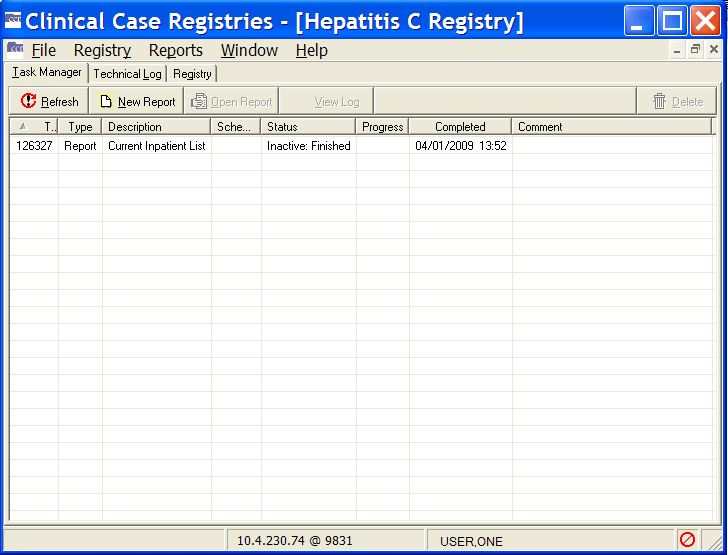 Clinical Case Registries - [Hepatitis C Registry]
File Registry Reports Window Help
Task Manager Technical Log Registry
Refresh New Report Open Report View Log Delete
T.. Type Description Sche... Status Progress Completed Comment
126327 Report Current Inpatient List Inactive: Finished 04/01/2009 13:52
10.4.230.74 @ 9831 USER,ONE